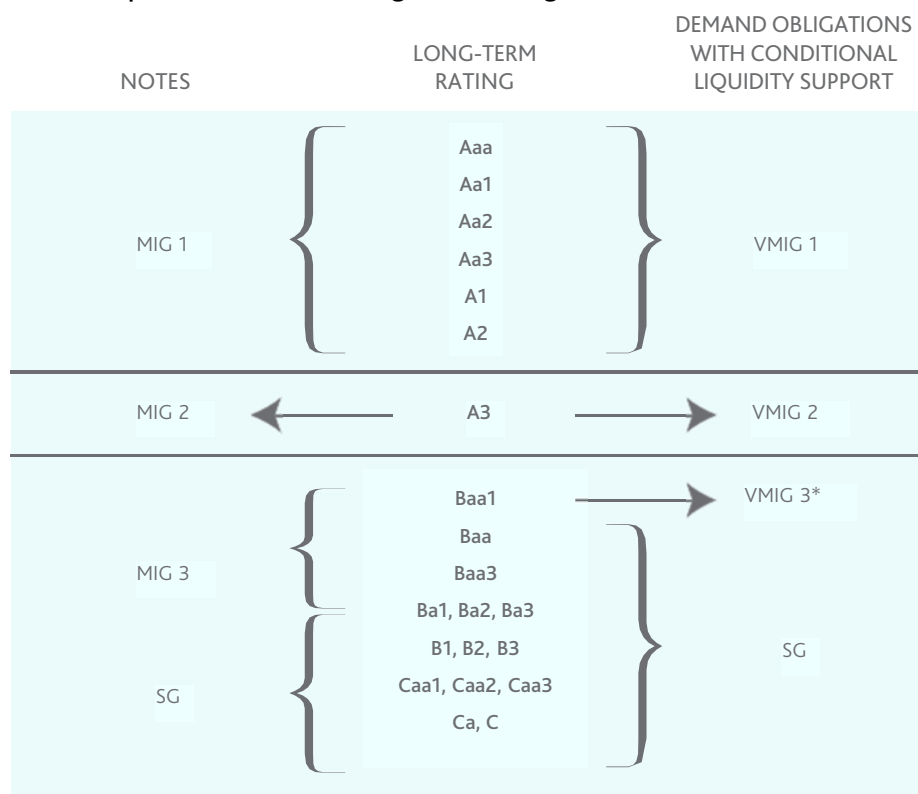 NOTES
LONG-TERM
RATING
DEMAND OBLIGATIONS
WITH CONDITIONAL
LIQUIDITY SUPPORT
MIG 1
Aaa
Aa1
Aa2
Aa3
A1
A2
VMIG 1
MIG 2
A3
VMIG 2
MIG 3
Baa1
Baa
Baa3
VMIG 3*
SG
Ba1, Ba2, Ba3
B1, B2, B3
Caa1, Caa2, Caa3
Ca, C
SG